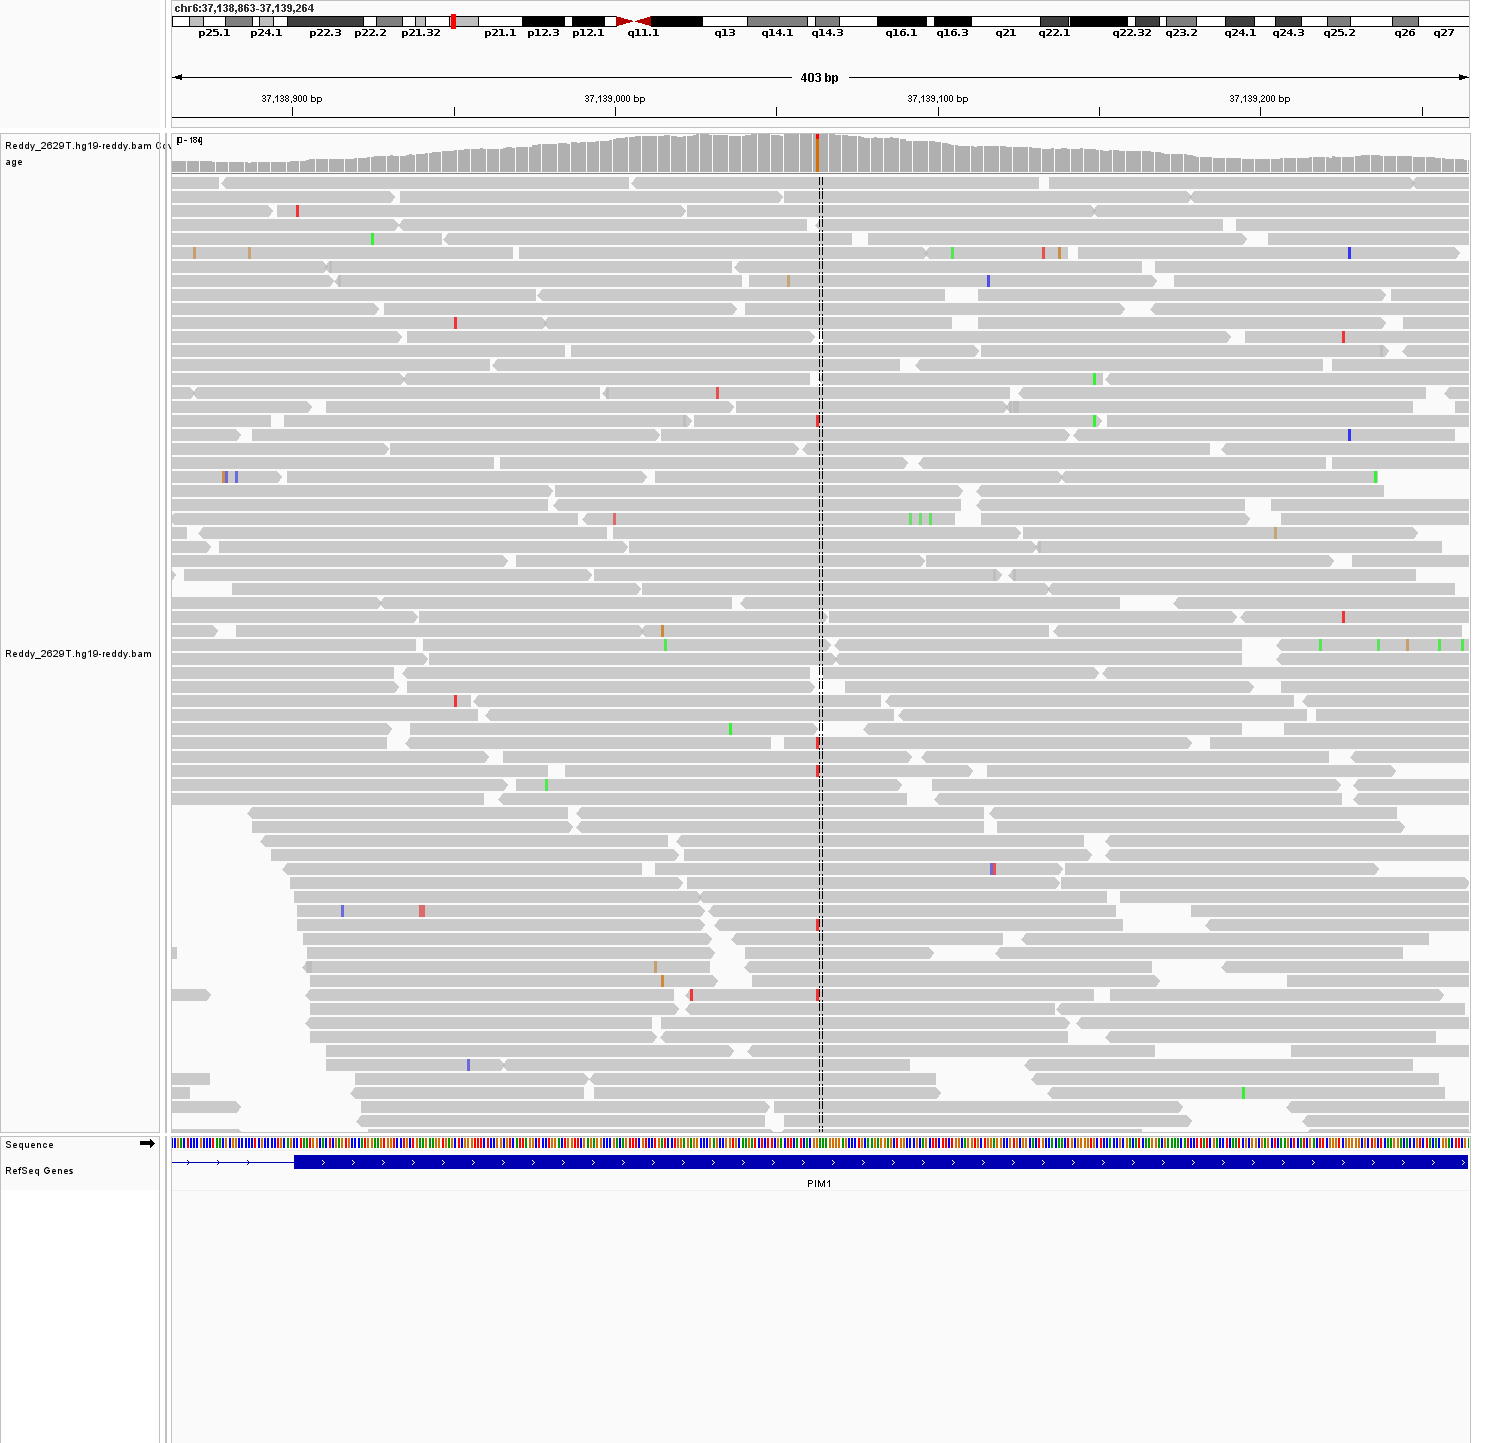 chr6:37,138,863-37,139,264
p25.1 p24.1 p22.3 p22.2 p21.32 p21.1 p12.3 p12.1 q11.1 q13 q14.1 q14.3 q16.1 q16.3 q21 q22.1 q22.32 q23.2 q24.1 q24.3 q25.2 q26 q27
403 bp
37,138,900 bp 37,139,000 bp 37,139,100 bp 37,139,200 bp
Reddy_2629T.hg19-reddy.bam Cov
age
[0 - 184]
Reddy_2629T.hg19-reddy.bam
Sequence
RefSeq Genes
PIM1